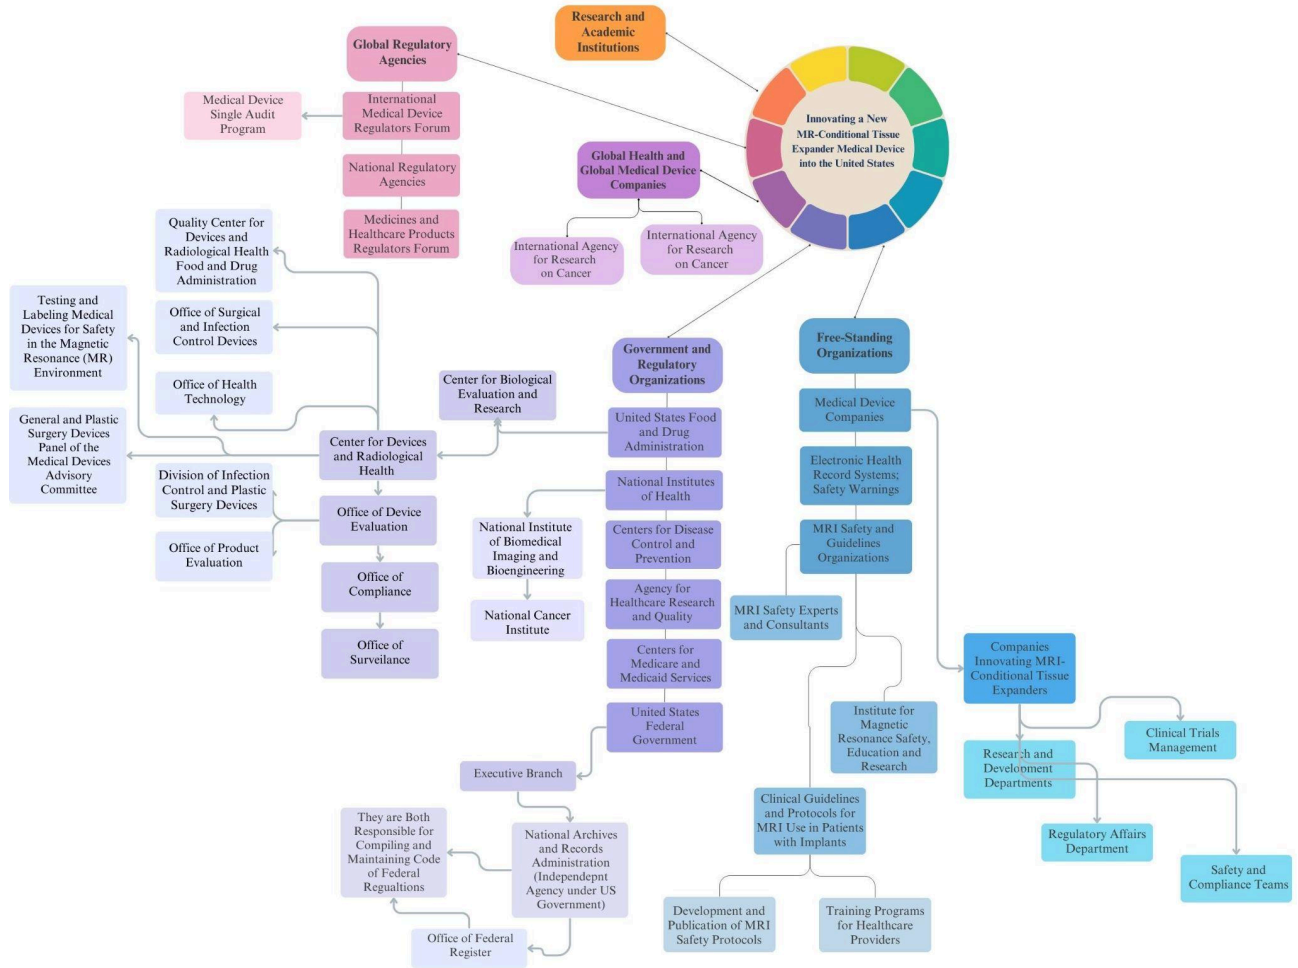 Research and
Academic
Institutions
Global Regulatory
Agencies
Medical Device
Single Audit
Program
International
Medical Device
Regulators Forum
National Regulatory
Agencies
Medicines and
Healthcare Products
Regulators Forum
Innovating a New
MR-Conditional Tissue
Expander Medical Device
into the United States
Global Health and
Global Medical Device
Companies
International Agency
for Research
on Cancer
International Agency
for Research
on Cancer
Quality Center for
Devices and
Radiological Health
Food and Drug
Administration
Testing and
Labeling Medical
Devices for Safety
in the Magnetic
Resonance (MR)
Environment
Office of Surgical
and Infection
Control Devices
Office of Health
Technology
General and Plastic
Surgery Devices
Panel of the
Medical Devices
Advisory
Committee
Division of Infection
Control and Plastic
Surgery Devices
Office of Product
Evaluation
Center for Devices
and Radiological
Health
Office of Device
Evaluation
Office of
Compliance
Office of
Surveilance
Center for Biological
Evaluation and
Research
Government and
Regulatory
Organizations
United States Food
and Drug
Administration
National Institutes
of Health
Centers for Disease
Control and
Prevention
Agency for
Healthcare Research
and Quality
Centers for
Medicare and
Medicaid Services
United States
Federal
Government
National Institute
of Biomedical
Imaging and
Bioengineering
National Cancer
Institute
Executive Branch
They are Both
Responsible for
Compiling and
Maintaining Code
of Federal
Regualtions
National Archives
and Records
Administration
(Indepedepnt
Agency under US
Government)
Office of Federal
Register
Free-Standing
Organizations
Medical Device
Companies
Electronic Health
Record Systems;
Safety Warnings
MRI Safety and
Guidelines
Organizations
MRI Safety Experts
and Consultants
Institute for
Magnetic
Resonance Safety,
Education and
Research
Clinical Guidelines
and Protocols for
MRI Use in Patients
with Implants
Development and
Publication of MRI
Safety Protocols
Training Programs
for Healthcare
Providers
Companies
Innovating MRI-
Conditional Tissue
Expanders
Clinical Trials
Management
Research and
Development
Departments
Regulatory Affairs
Department
Safety and
Compliance Teams